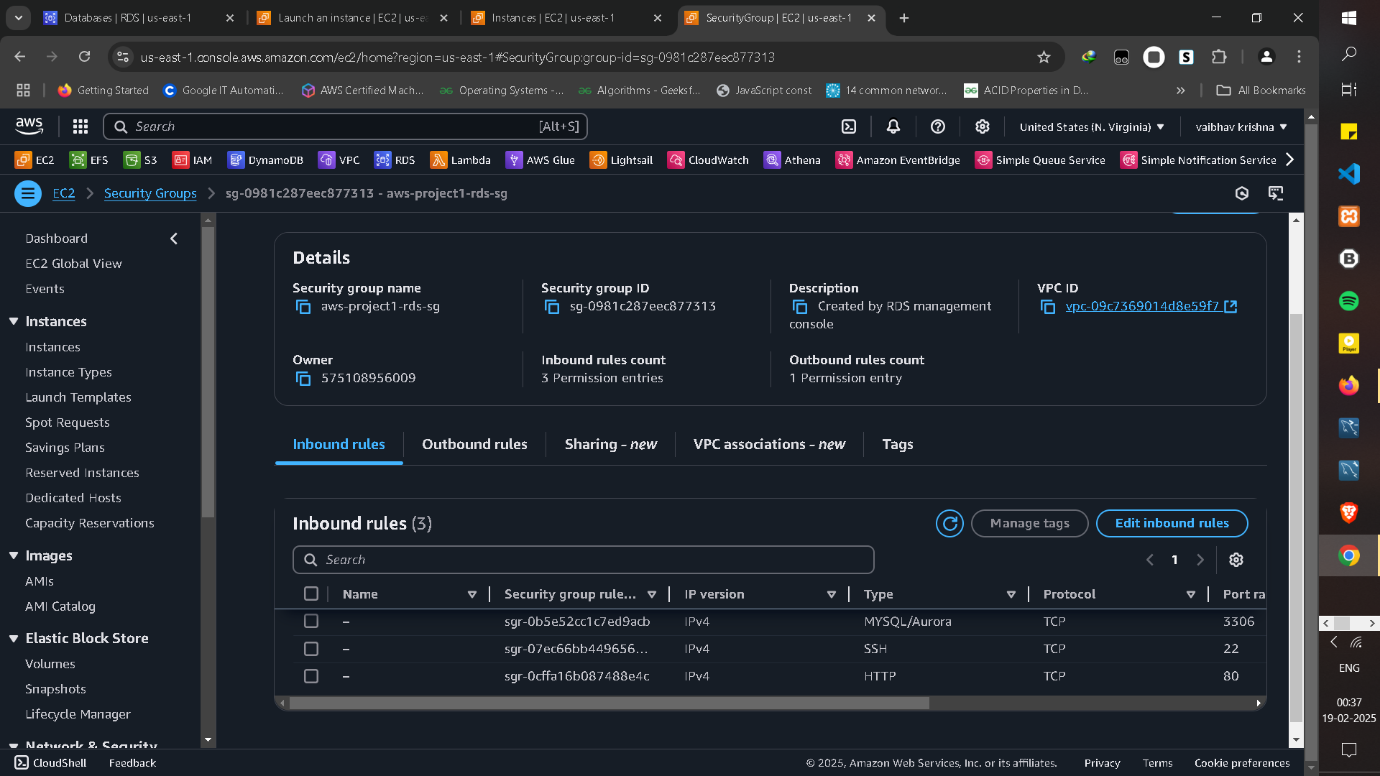 Databases | RDS | us-east-1
Launch an instance | EC2 | us-ea
Instances | EC2 | us-east-1
SecurityGroup | EC2 | us-east-1
us-east-1.console.aws.amazon.com/ec2/home?region=us-east-1#SecurityGroup:group-id=sg-0981c287eec877313
Getting Started
Google IT Automati...
AWS Certified Mach...
Operating Systems -...
Algorithms - Geeksf...
JavaScript const
14 common networ...
ACID Properties in D...
All Bookmarks
aws
Search
[Alt+S]
United States (N. Virginia)
vaibhav krishna
EC2
EFS
S3
IAM
DynamoDB
VPC
RDS
Lambda
AWS Glue
Lightsail
CloudWatch
Athena
Amazon EventBridge
Simple Queue Service
Simple Notification Service
EC2
Security Groups
sg-0981c287eec877313 - aws-project1-rds-sg
Dashboard
EC2 Global View
Events
Instances
Instances
Instance Types
Launch Templates
Spot Requests
Savings Plans
Reserved Instances
Dedicated Hosts
Capacity Reservations
Images
AMIs
AMI Catalog
Elastic Block Store
Volumes
Snapshots
Lifecycle Manager
Network & Security
Details
Security group name
aws-project1-rds-sg
Security group ID
sg-0981c287eec877313
Description
Created by RDS management
console
VPC ID
vpc-09c7369014d8e59f7
Owner
575108956009
Inbound rules count
3 Permission entries
Outbound rules count
1 Permission entry
Inbound rules
Outbound rules
Sharing - new
VPC associations - new
Tags
Inbound rules (3)
Manage tags
Edit inbound rules
Search
1
Name
Security group rule...
IP version
Type
Protocol
Port ra
– sgr-0b5e52cc1c7ed9acb IPv4 MYSQL/Aurora TCP 3306
– sgr-07ec66bb449656... IPv4 SSH TCP 22
– sgr-0cffa16b087488e4c IPv4 HTTP TCP 80
CloudShell
Feedback
© 2025, Amazon Web Services, Inc. or its affiliates.
Privacy
Terms
Cookie preferences
ENG
00:37
19-02-2025